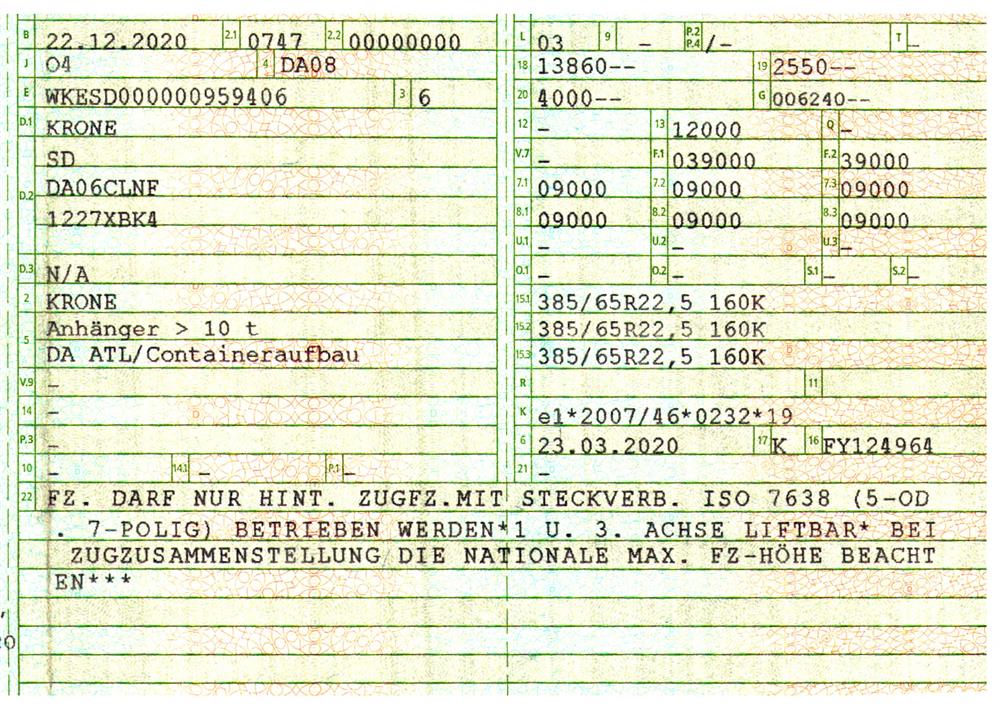 B 22.12.2020 2.1 0747 2.2 00000000
J O4 4 DA08
E WKESD000000959406 3 6
D.1 KRONE
SD
D.2 DA06CLNF
1227XBK4
D.3 N/A
2 KRONE
Anhänger > 10 t
5 DA ATL/Containeraufbau
V.9 –
14 –
P.3 –
10 – 14.1 – P.1 –
L 03 9 – P.2 P.4 /– T –
18 13860-- 19 2550--
20 4000-- G 006240--
12 – 13 12000 Q –
V.7 – F.1 039000 F.2 39000
7.1 09000 7.2 09000 7.3 09000
8.1 09000 8.2 09000 8.3 09000
U.1 – U.2 – U.3 –
O.1 – O.2 – S.1 – S.2 –
15.1 385/65R22,5 160K
15.2 385/65R22,5 160K
15.3 385/65R22,5 160K
R 11
K e1*2007/46*0232*19
6 23.03.2020 17 K 16 FY124964
21 –
22 FZ. DARF NUR HINT. ZUGFZ.MIT STECKVERB. ISO 7638 (5-OD
. 7-POLIG) BETRIEBEN WERDEN*1 U. 3. ACHSE LIFTBAR* BEI
ZUGZUSAMMENSTELLUNG DIE NATIONALE MAX. FZ-HÖHE BEACHT
EN***